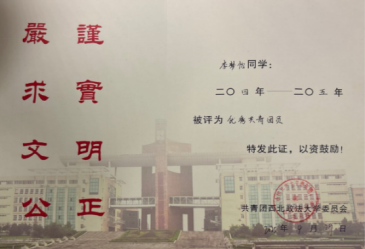 嚴求文公
謹實明正
同学：
二〇四年——二〇五年
被评为优秀共青团员
特发此证，以资鼓励！
共青团西北政法大学委员会